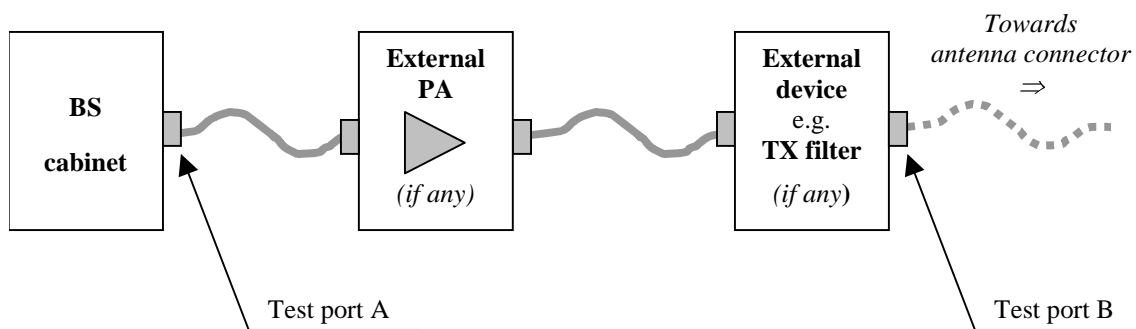 BS
cabinet
External
PA
(if any)
External
device
e.g.
TX filter
(if any)
Towards
antenna connector
⇒
Test port A
Test port B